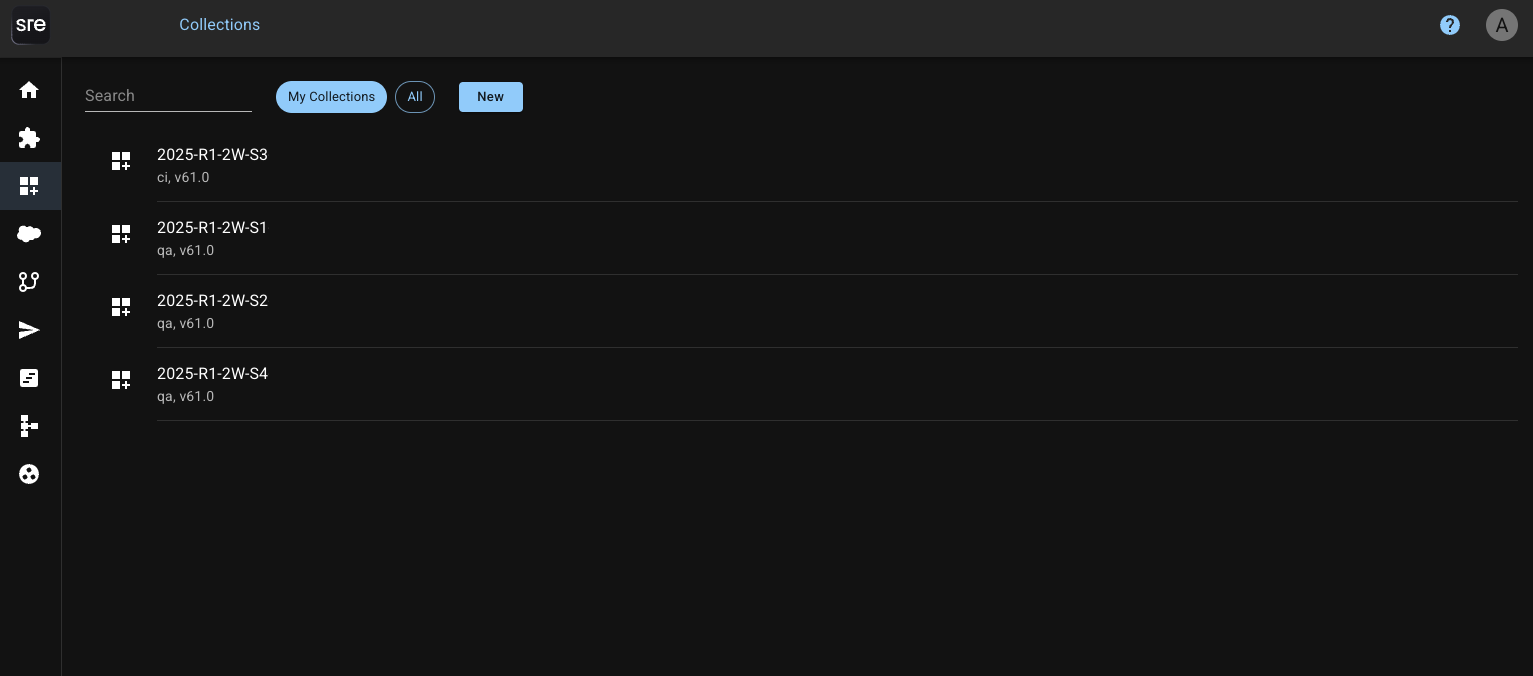 sre
Collections
A
Search
My Collections
All
New
2025-R1-2W-S3
ci, v61.0
2025-R1-2W-S1
qa, v61.0
2025-R1-2W-S2
qa, v61.0
2025-R1-2W-S4
qa, v61.0